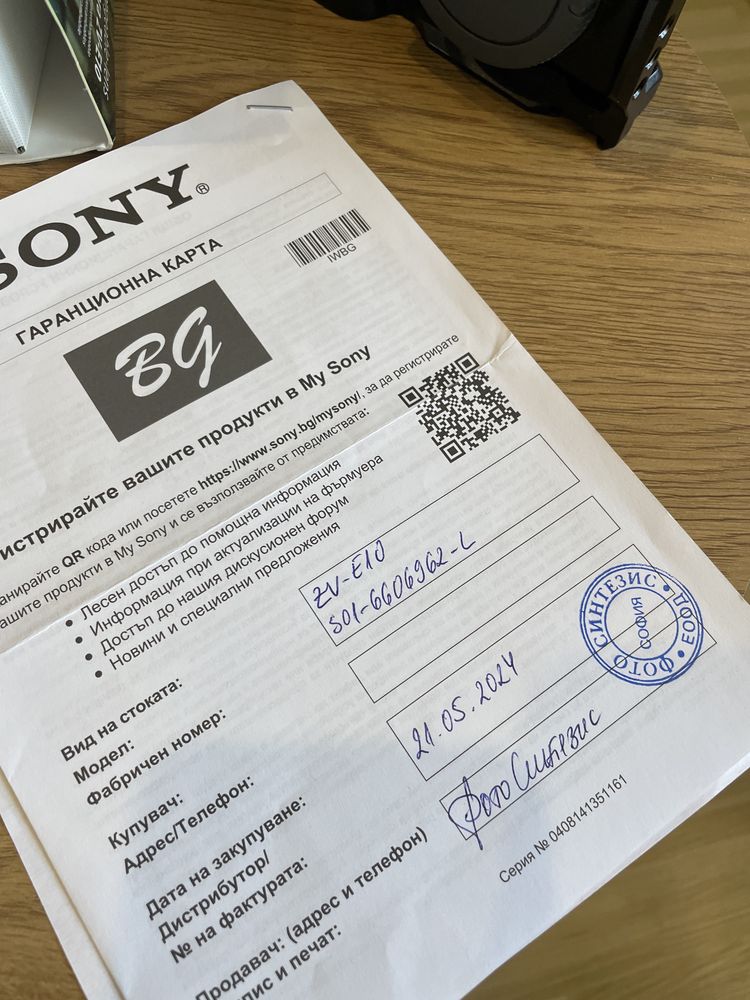 SONY®
ГАРАНЦИОННА КАРТА
IWBG
BG
истрирайте вашите продукти в My Sony
анирайте QR кода или посетете https://www.sony.bg/mysony/, за да регистрирате
ашите продукти в My Sony и се възползвайте от предимствата:
• Лесен достъп до помощна информация
• Информация при актуализации на фърмуера
• Достъп до нашия дискусионен форум
• Новини и специални предложения
Вид на стоката:
Модел: ZV-E10
Фабричен номер: S01-6606962-L
Купувач:
Адрес/Телефон:
Дата на закупуване: 21.05.2024
Дистрибутор/
№ на фактурата:
Продавач: (адрес и телефон) Фото Синтезис
пис и печат:
ФОТО СИНТЕЗИС • ЕООД •
СОФИЯ
Серия № 0408141351161